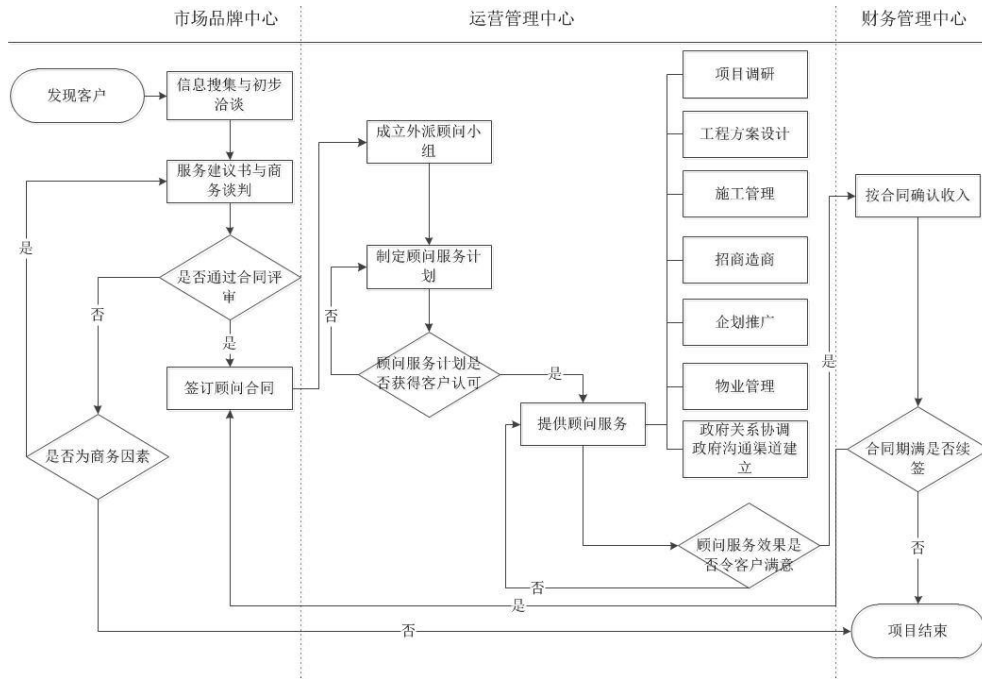 市场品牌中心
运营管理中心
财务管理中心
发现客户
信息搜集与初步
洽谈
服务建议书与商
务谈判
是
是否通过合同评
审
否
是
签订顾问合同
是否为商务因素
成立外派顾问小
组
制定顾问服务计
划
否
顾问服务计划是
否获得客户认可
是
提供顾问服务
项目调研
工程方案设计
施工管理
招商造商
企划推广
物业管理
政府关系协调
政府沟通渠道建
立
顾问服务效果是
否令客户满意
否
是
按合同确认收入
合同期满是否续
签
否
是
否
项目结束